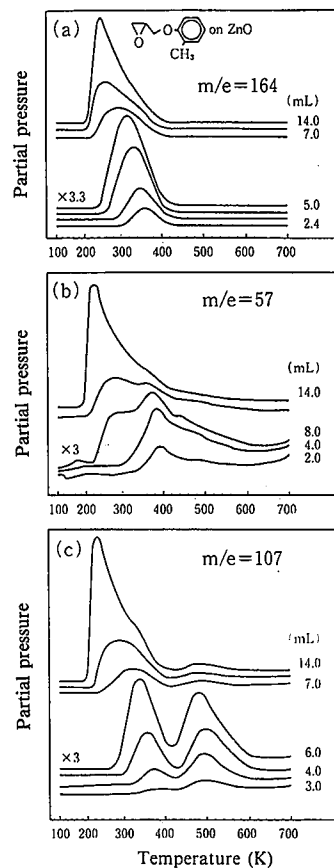 (a)
O
O
on ZnO
CH₃
m/e=164
(mL)
14.0
7.0
×3.3
5.0
2.4
Partial pressure
100 200 300 400 500 600 700
(b)
m/e=57
(mL)
14.0
8.0
4.0
2.0
×3
Partial pressure
100 200 300 400 500 600 700
(c)
m/e=107
(mL)
14.0
7.0
×3
6.0
4.0
3.0
Partial pressure
100 200 300 400 500 600 700
Temperature (K)